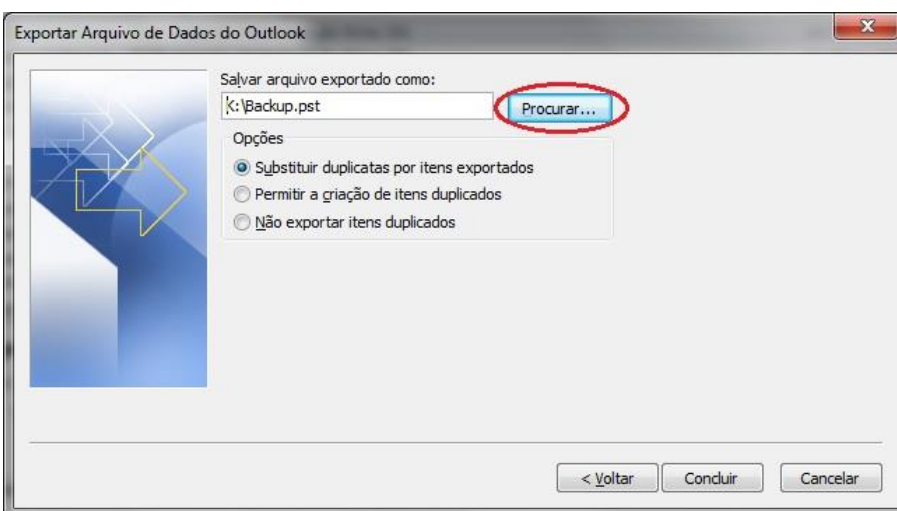 Exportar Arquivo de Dados do Outlook
Salvar arquivo exportado como:
K:\Backup.pst
Procurar...
Opções
Substituir duplicatas por itens exportados
Permitir a criação de itens duplicados
Não exportar itens duplicados
< Voltar
Concluir
Cancelar